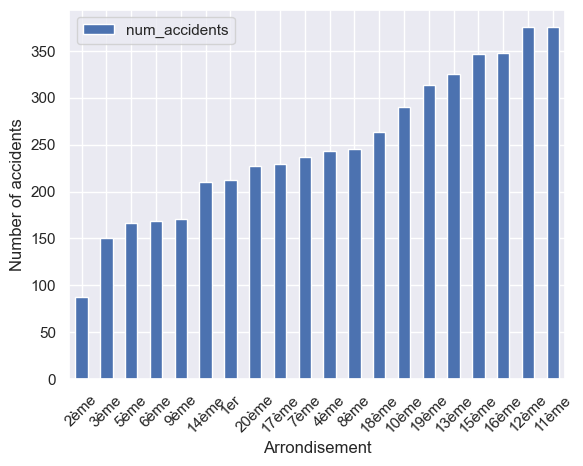 num_accidents
Number of accidents
350
300
250
200
150
100
50
0
2ème
3ème
5ème
6ème
9ème
14ème
1er
20ème
17ème
7ème
4ème
8ème
18ème
10ème
19ème
13ème
15ème
16ème
12ème
11ème
Arrondisement